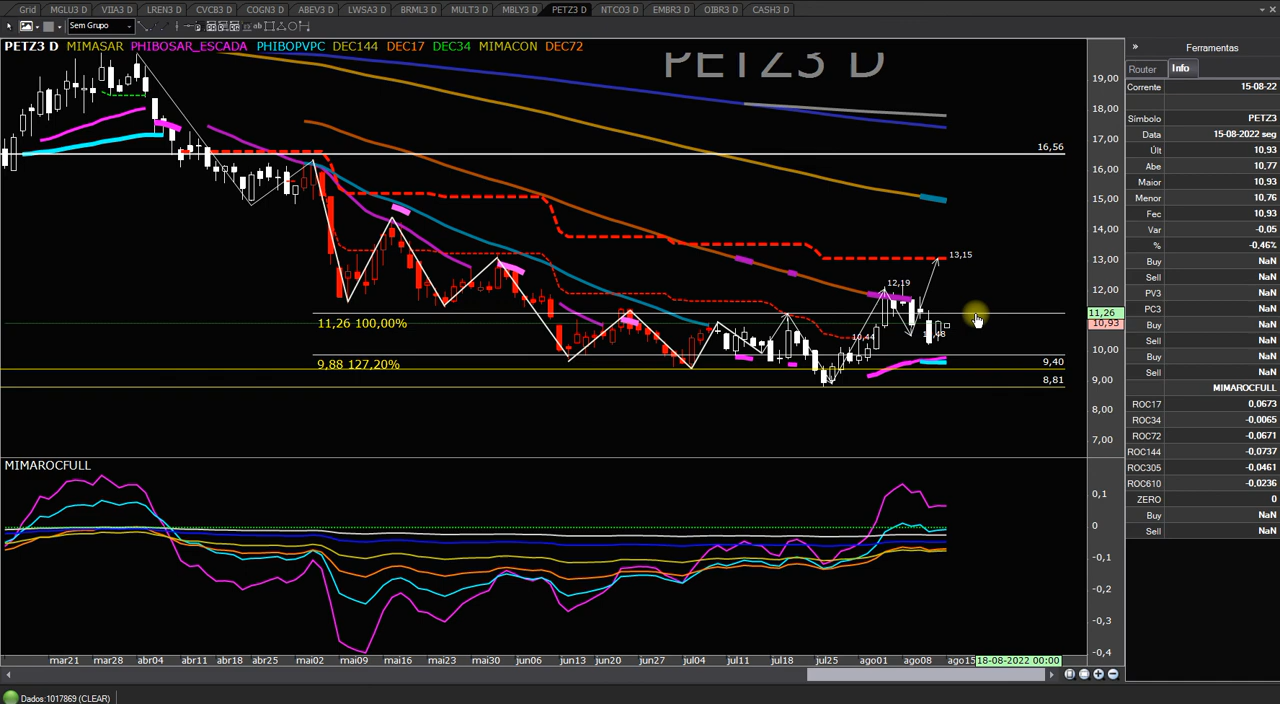 Grid MGLU3 D VIIA3 D LREN3 D CVCB3 D COGN3 D ABEV3 D LWSA3 D BRML3 D MULT3 D MBLY3 D PETZ3 D NTCO3 D EMBR3 D OIBR3 D CASH3 D
Sem Grupo
PETZ3 D MIMASAR PHIBOSAR_ESCADA PHIBOPVPC DEC144 DEC17 DEC34 MIMACON DEC72
PETZ3 D
16,56
13,15
12,19
11,26 100,00%
10,44
9,88 127,20%
9,40
8,81
19,00
18,00
17,00
16,00
15,00
14,00
13,00
12,00
11,26
10,93
10,00
9,00
8,00
7,00
MIMAROCFULL
0,1
0
-0,1
-0,2
-0,3
-0,4
mar21 mar28 abr04 abr11 abr18 abr25 mai02 mai09 mai16 mai23 mai30 jun06 jun13 jun20 jun27 jul04 jul11 jul18 jul25 ago01 ago08 ago15 18-08-2022 00:00
Dados:1017869 (CLEAR)
» Ferramentas
Router Info
Corrente 15-08-22
Símbolo PETZ3
Data 15-08-2022 seg
Últ 10,93
Abe 10,77
Maior 10,93
Menor 10,76
Fec 10,93
Var -0,05
% -0,46%
Buy NaN
Sell NaN
PV3 NaN
PC3 NaN
Buy NaN
Sell NaN
Buy NaN
Sell NaN
MIMAROCFULL
ROC17 0,0673
ROC34 -0,0065
ROC72 -0,0671
ROC144 -0,0737
ROC305 -0,0461
ROC610 -0,0236
ZERO 0
Buy NaN
Sell NaN